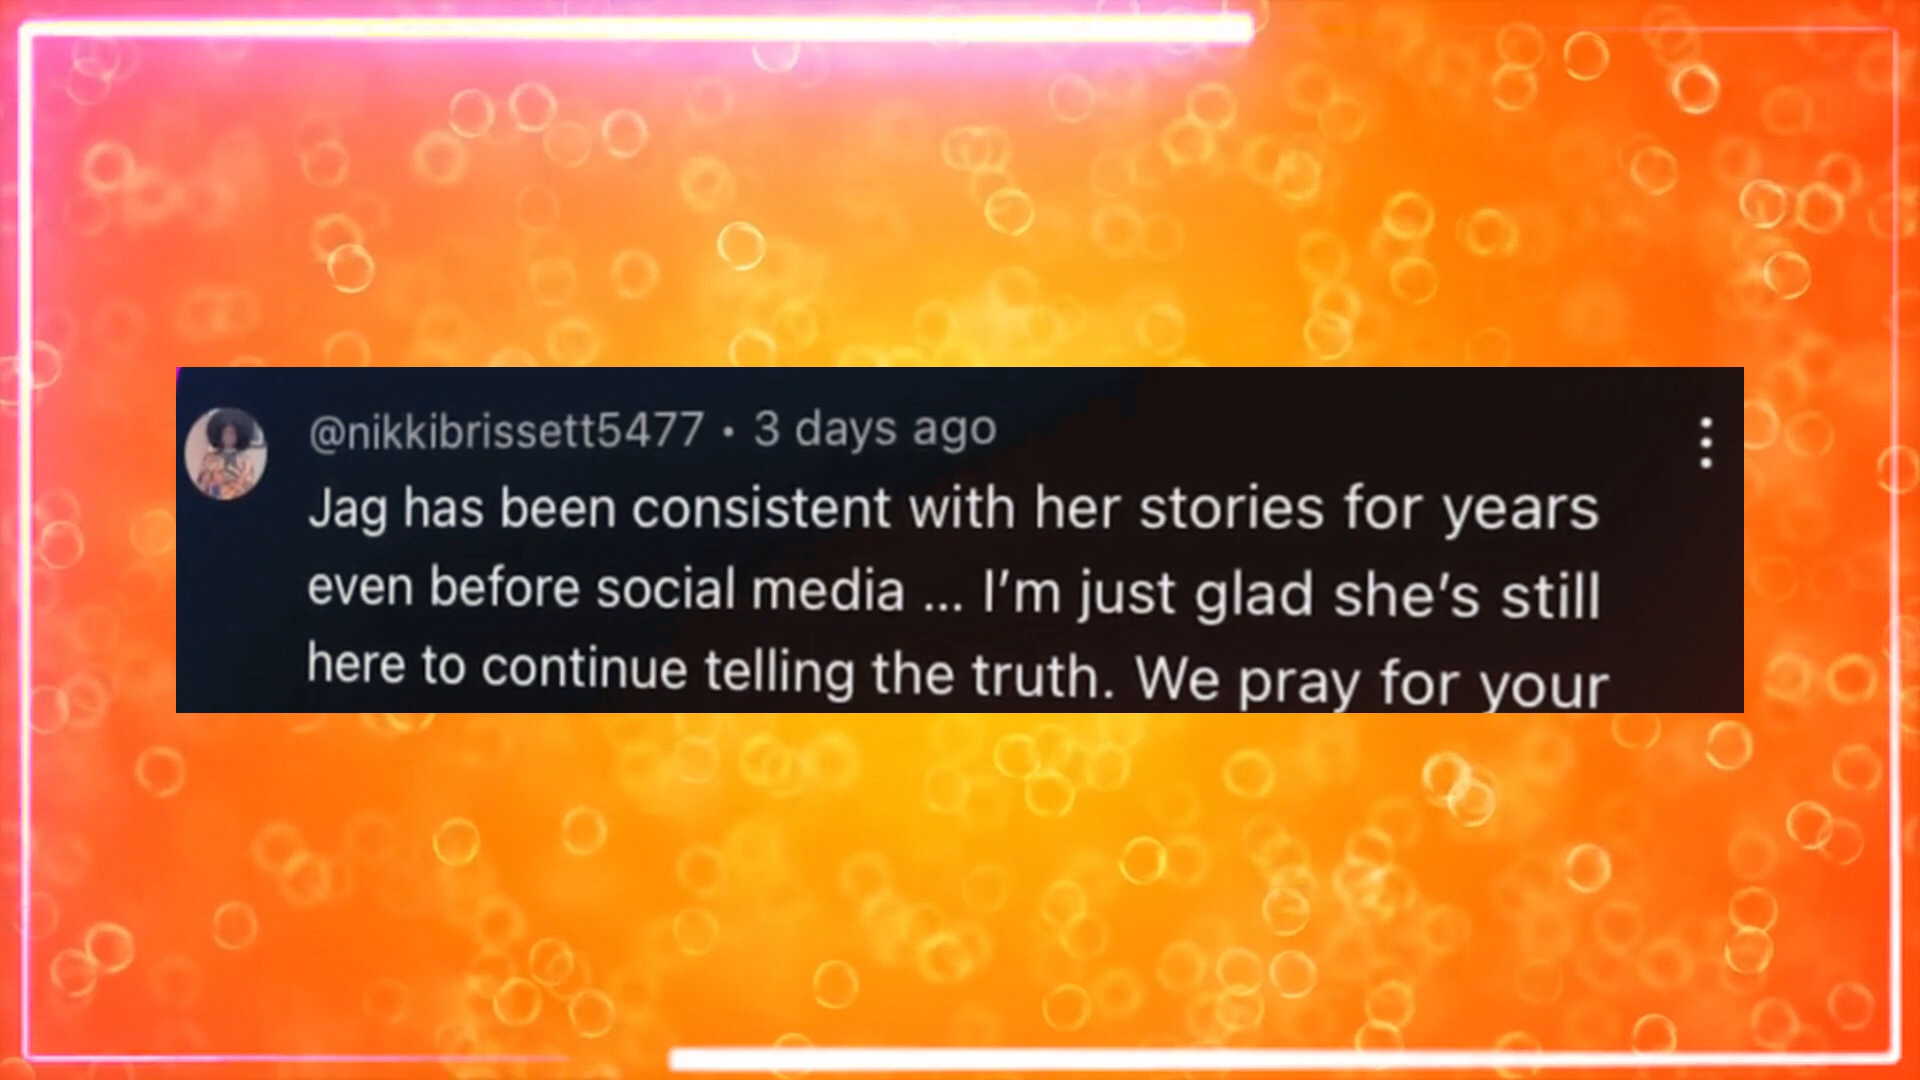 @nikkibrissett5477 • 3 days ago
Jag has been consistent with her stories for years
even before social media ... I'm just glad she's still
here to continue telling the truth. We pray for your